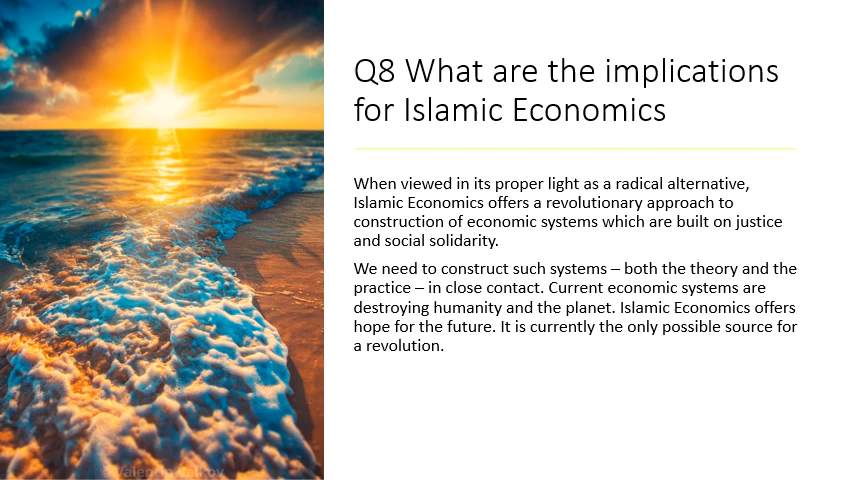 Q8 What are the implications
for Islamic Economics
When viewed in its proper light as a radical alternative,
Islamic Economics offers a revolutionary approach to
construction of economic systems which are built on justice
and social solidarity.
We need to construct such systems – both the theory and the
practice – in close contact. Current economic systems are
destroying humanity and the planet. Islamic Economics offers
hope for the future. It is currently the only possible source for
a revolution.